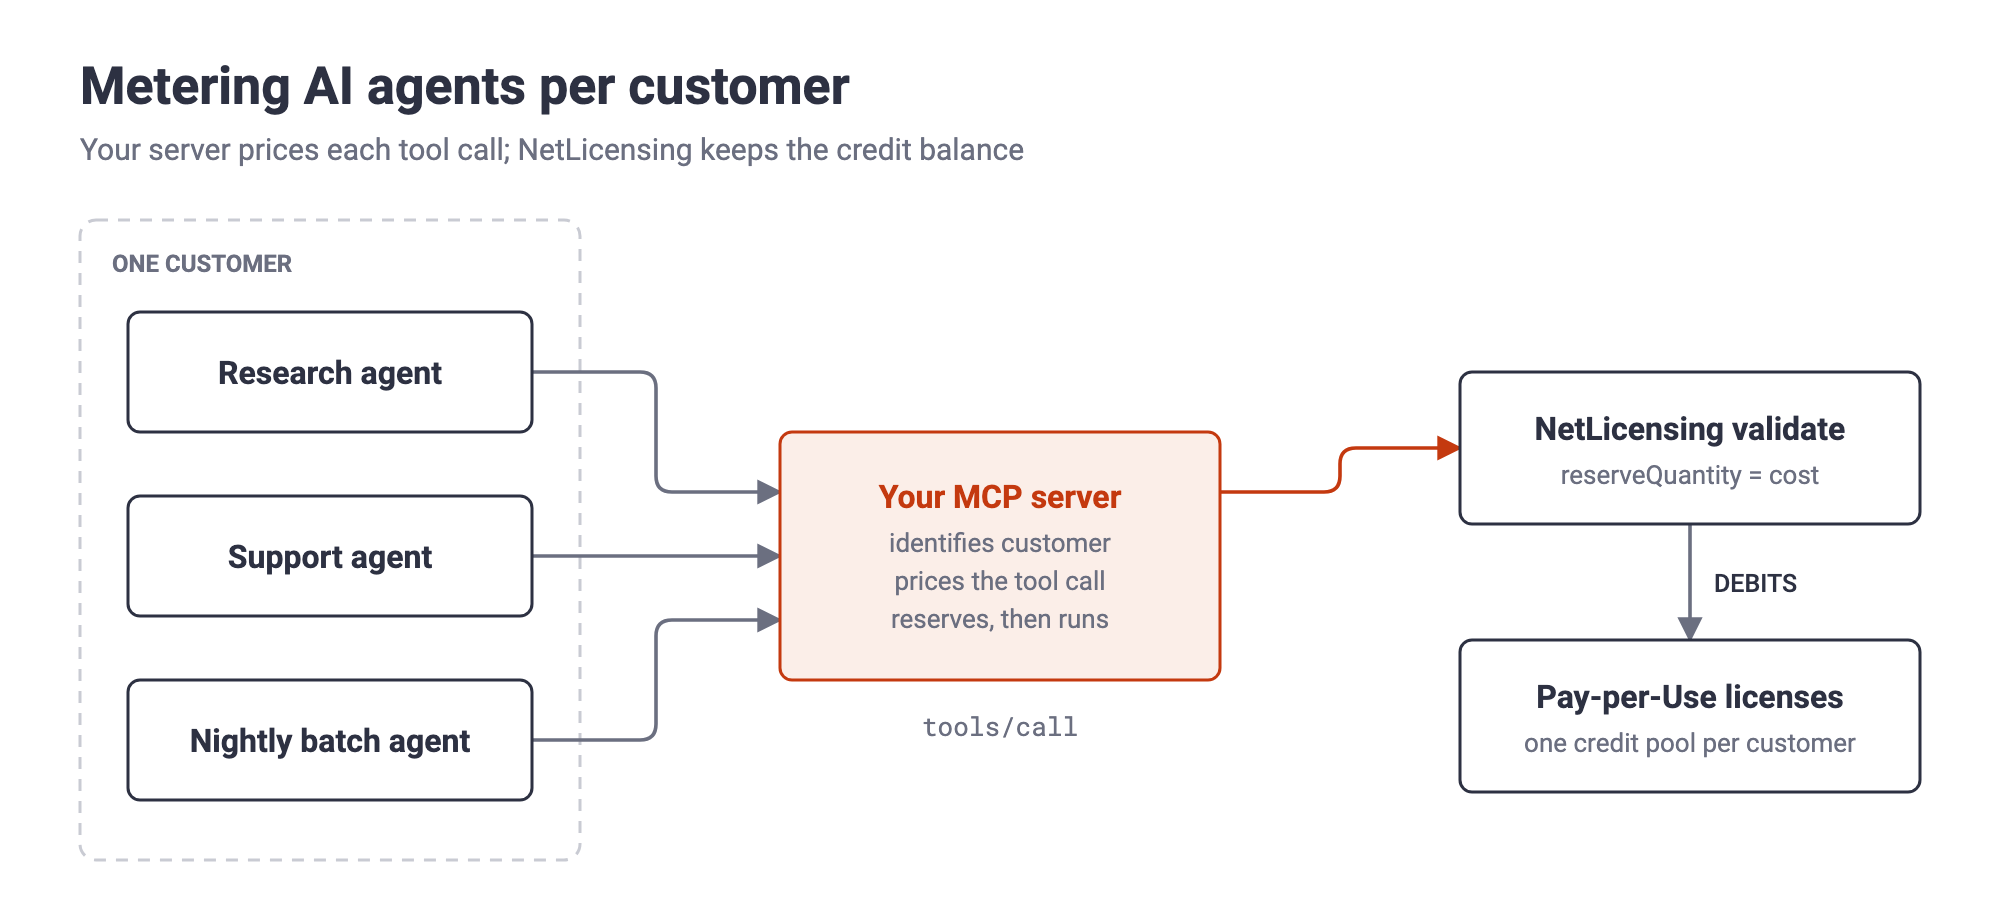 Metering AI agents per customer
Your server prices each tool call; NetLicensing keeps the credit balance
ONE CUSTOMER
Research agent
Support agent
Nightly batch agent
Your MCP server
identifies customer
prices the tool call
reserves, then runs
tools/call
NetLicensing validate
reserveQuantity = cost
DEBITS
Pay-per-Use licenses
one credit pool per customer